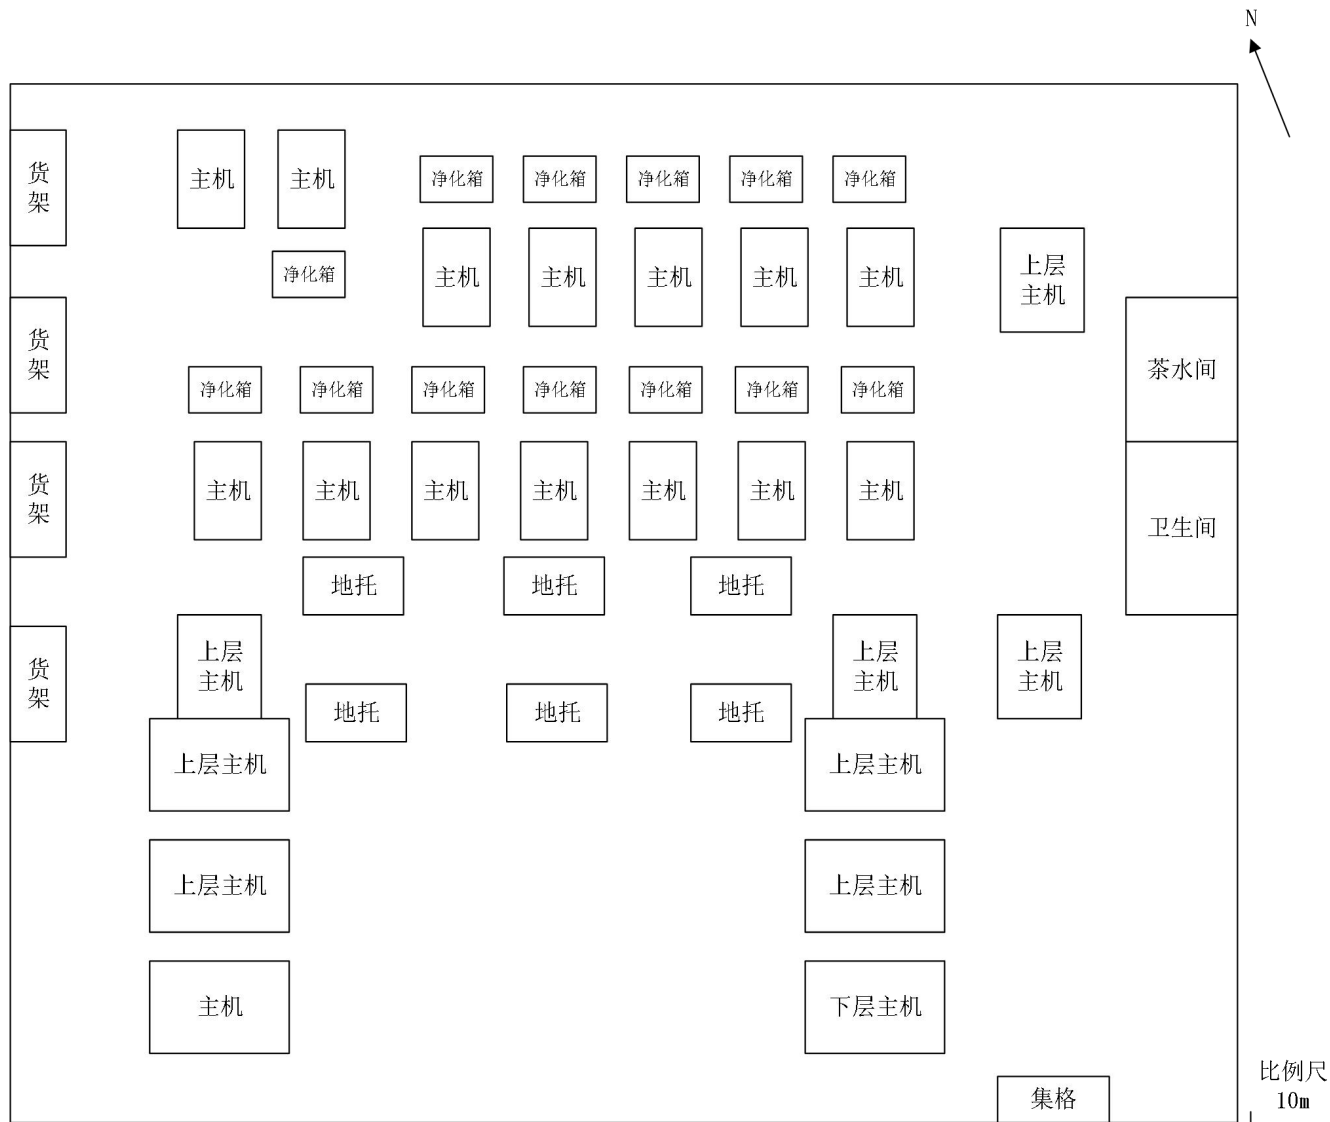 N
货
架
主机
主机
净化箱
净化箱
净化箱
净化箱
净化箱
净化箱
主机
主机
主机
主机
主机
上层
主机
货
架
茶水间
净化箱
净化箱
净化箱
净化箱
净化箱
净化箱
净化箱
货
架
主机
主机
主机
主机
主机
主机
主机
卫生间
地托
地托
地托
货
架
上层
主机
上层
主机
上层
主机
地托
地托
地托
上层主机
上层主机
上层主机
上层主机
主机
下层主机
集格
比例尺
10m